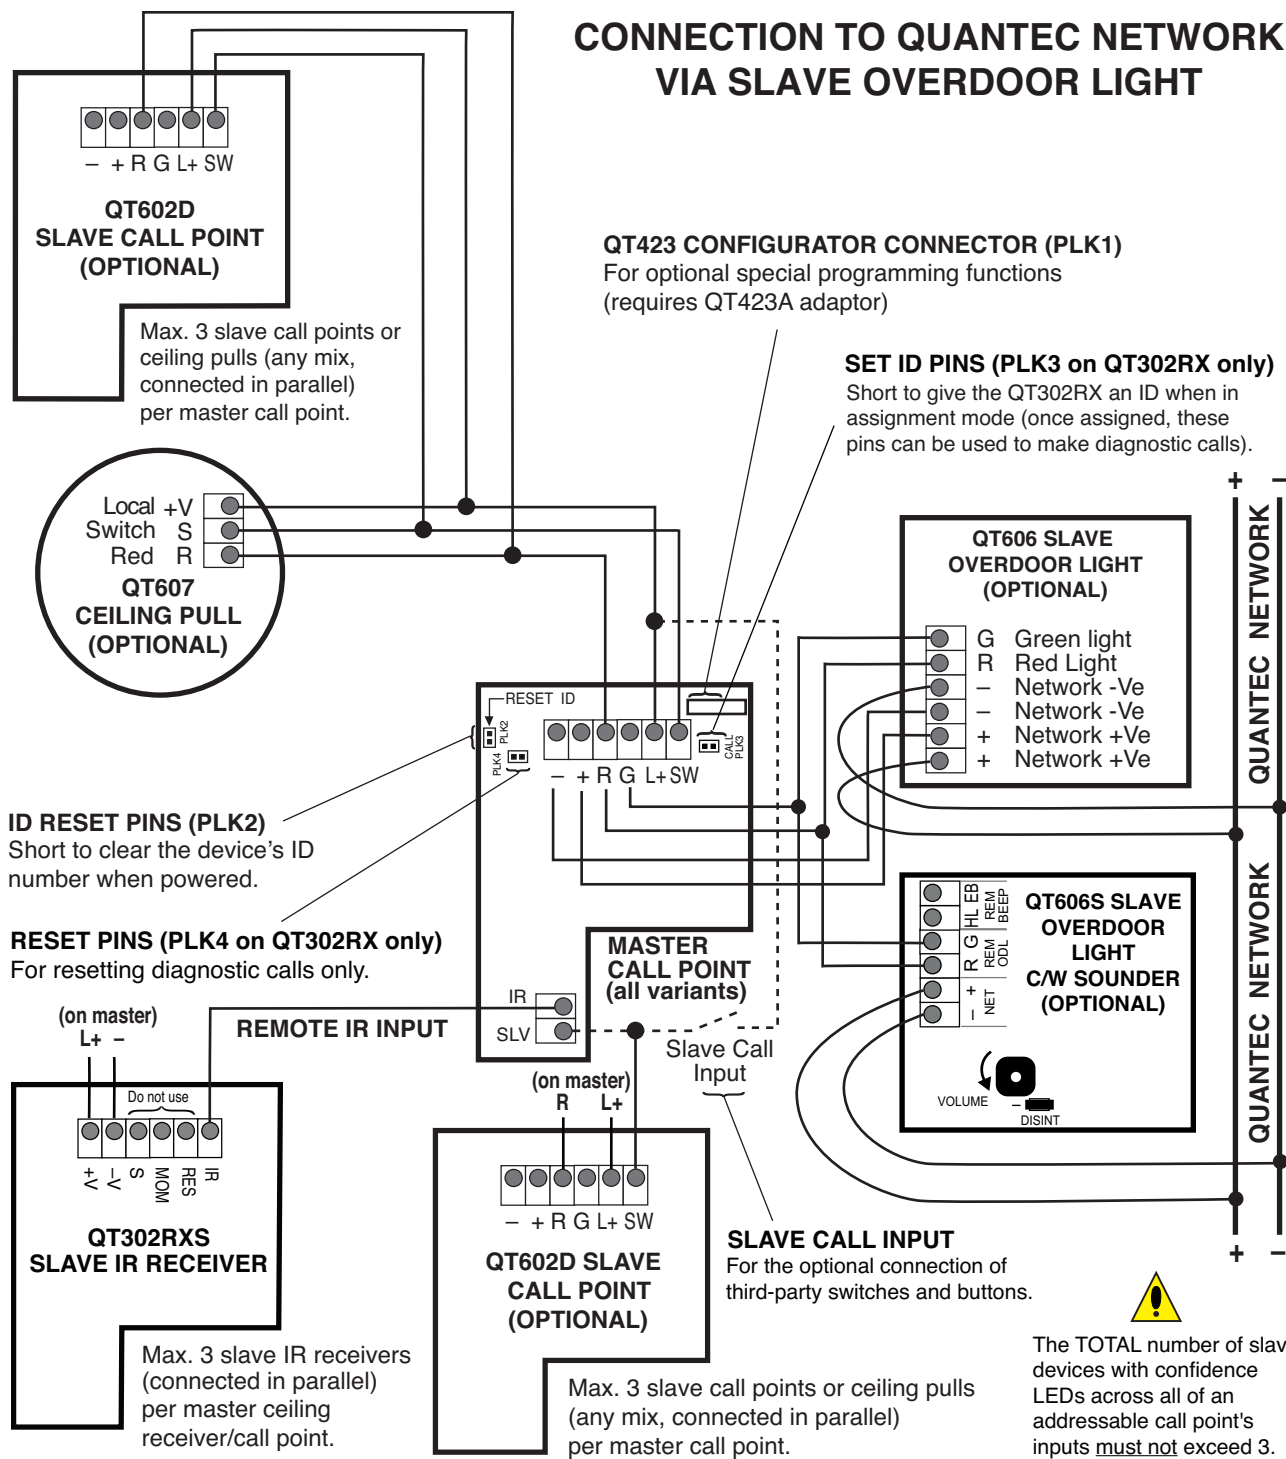 CONNECTION TO QUANTEC NETWORK
VIA SLAVE OVERDOOR LIGHT
– + R G L+ SW
QT602D
SLAVE CALL POINT
(OPTIONAL)
Max. 3 slave call points or
ceiling pulls (any mix,
connected in parallel)
per master call point.
QT423 CONFIGURATOR CONNECTOR (PLK1)
For optional special programming functions
(requires QT423A adaptor)
SET ID PINS (PLK3 on QT302RX only)
Short to give the QT302RX an ID when in
assignment mode (once assigned, these
pins can be used to make diagnostic calls).
Local +V
Switch S
Red R
QT607
CEILING PULL
(OPTIONAL)
+ –
QUANTEC NETWORK
QUANTEC NETWORK
QT606 SLAVE
OVERDOOR LIGHT
(OPTIONAL)
G Green light
R Red Light
– Network -Ve
– Network -Ve
+ Network +Ve
+ Network +Ve
RESET ID
PLK2
PLK4
CALL
PLK3
– + R G L+ SW
ID RESET PINS (PLK2)
Short to clear the device's ID
number when powered.
RESET PINS (PLK4 on QT302RX only)
For resetting diagnostic calls only.
MASTER
CALL POINT
(all variants)
IR
SLV
REMOTE IR INPUT
Slave Call
Input
HL EB
REM
BEEP
R G
REM
ODL
– +
NET
QT606S SLAVE
OVERDOOR
LIGHT
C/W SOUNDER
(OPTIONAL)
VOLUME
–
DISINT
QUANTEC NETWORK
QUANTEC NETWORK
+ –
(on master)
L+ –
Do not use
+V –V S MOM RES IR
QT302RXS
SLAVE IR RECEIVER
Max. 3 slave IR receivers
(connected in parallel)
per master ceiling
receiver/call point.
(on master)
R L+
– + R G L+ SW
QT602D SLAVE
CALL POINT
(OPTIONAL)
Max. 3 slave call points or ceiling pulls
(any mix, connected in parallel)
per master call point.
SLAVE CALL INPUT
For the optional connection of
third-party switches and buttons.
!
The TOTAL number of slav
devices with confidence
LEDs across all of an
addressable call point's
inputs must not exceed 3.